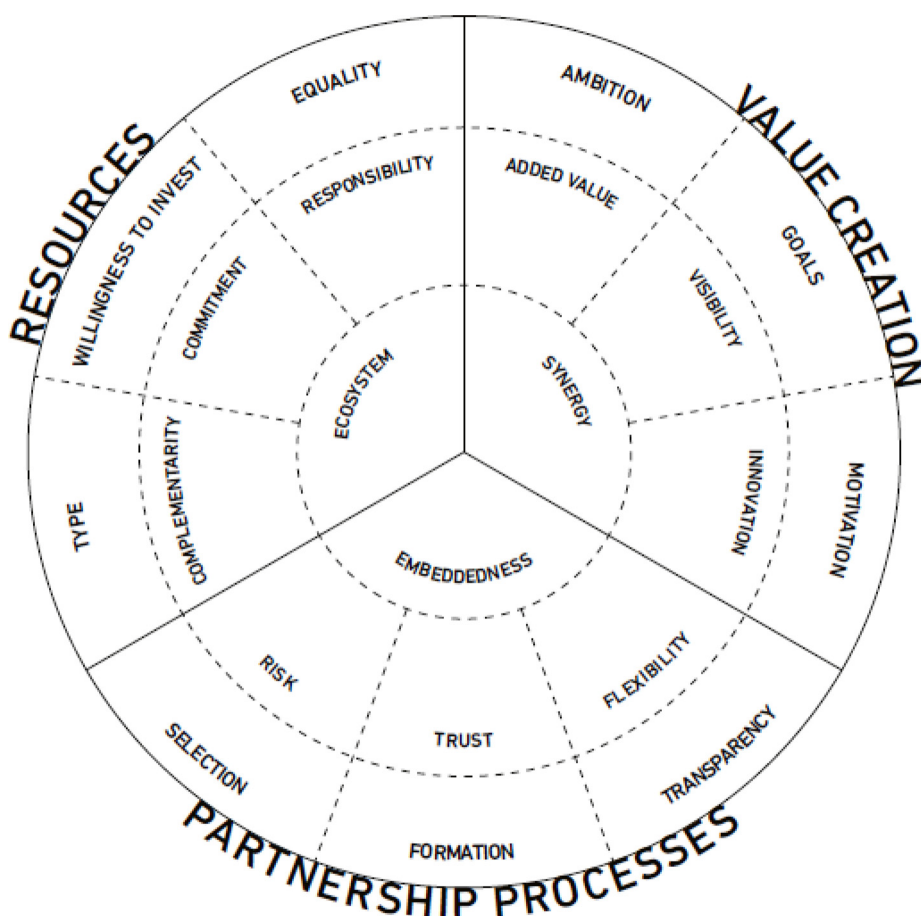 RESOURCES
EQUALITY
WILLINGNESS TO INVEST
TYPE
RESPONSIBILITY
COMMITMENT
COMPLEMENTARITY
ECOSYSTEM
VALUE CREATION
AMBITION
GOALS
MOTIVATION
ADDED VALUE
VISIBILITY
INNOVATION
SYNERGY
EMBEDDEDNESS
RISK
TRUST
FLEXIBILITY
SELECTION
FORMATION
TRANSPARENCY
PARTNERSHIP PROCESSES